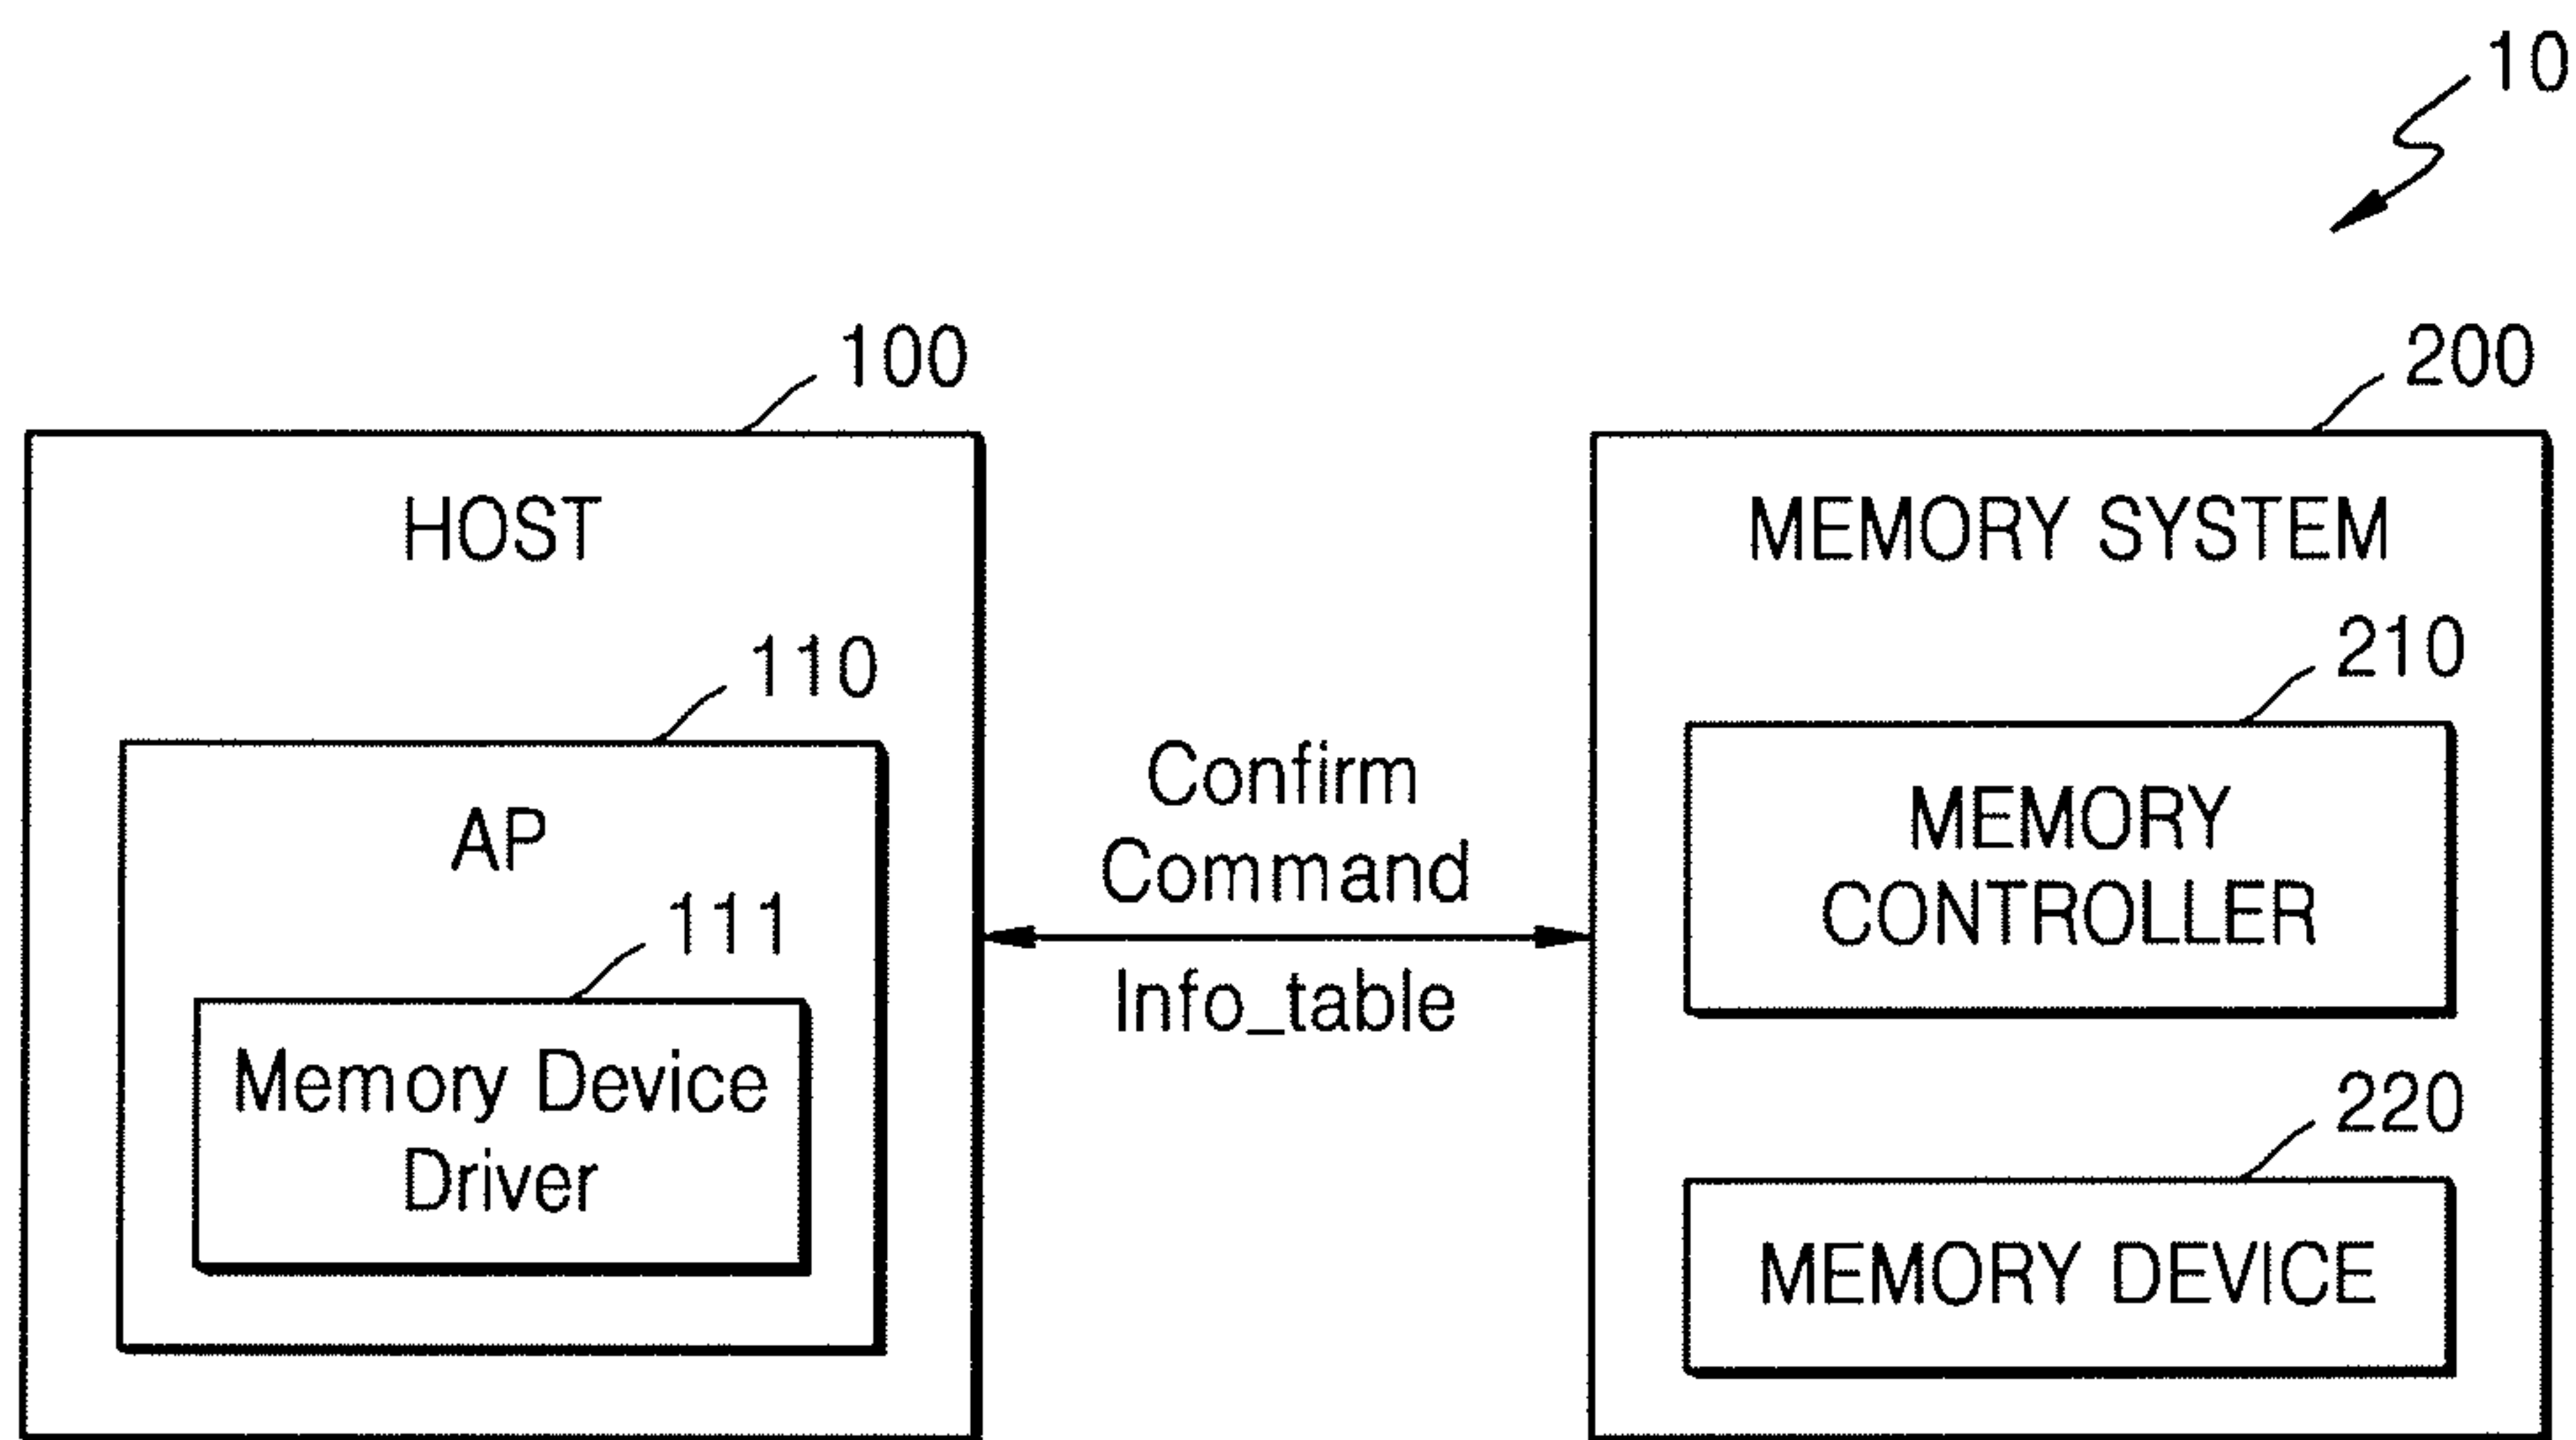 10
100
200
HOST
MEMORY SYSTEM
110
210
AP
Confirm
Command
MEMORY
CONTROLLER
111
Info_table
Memory Device
Driver
220
MEMORY DEVICE